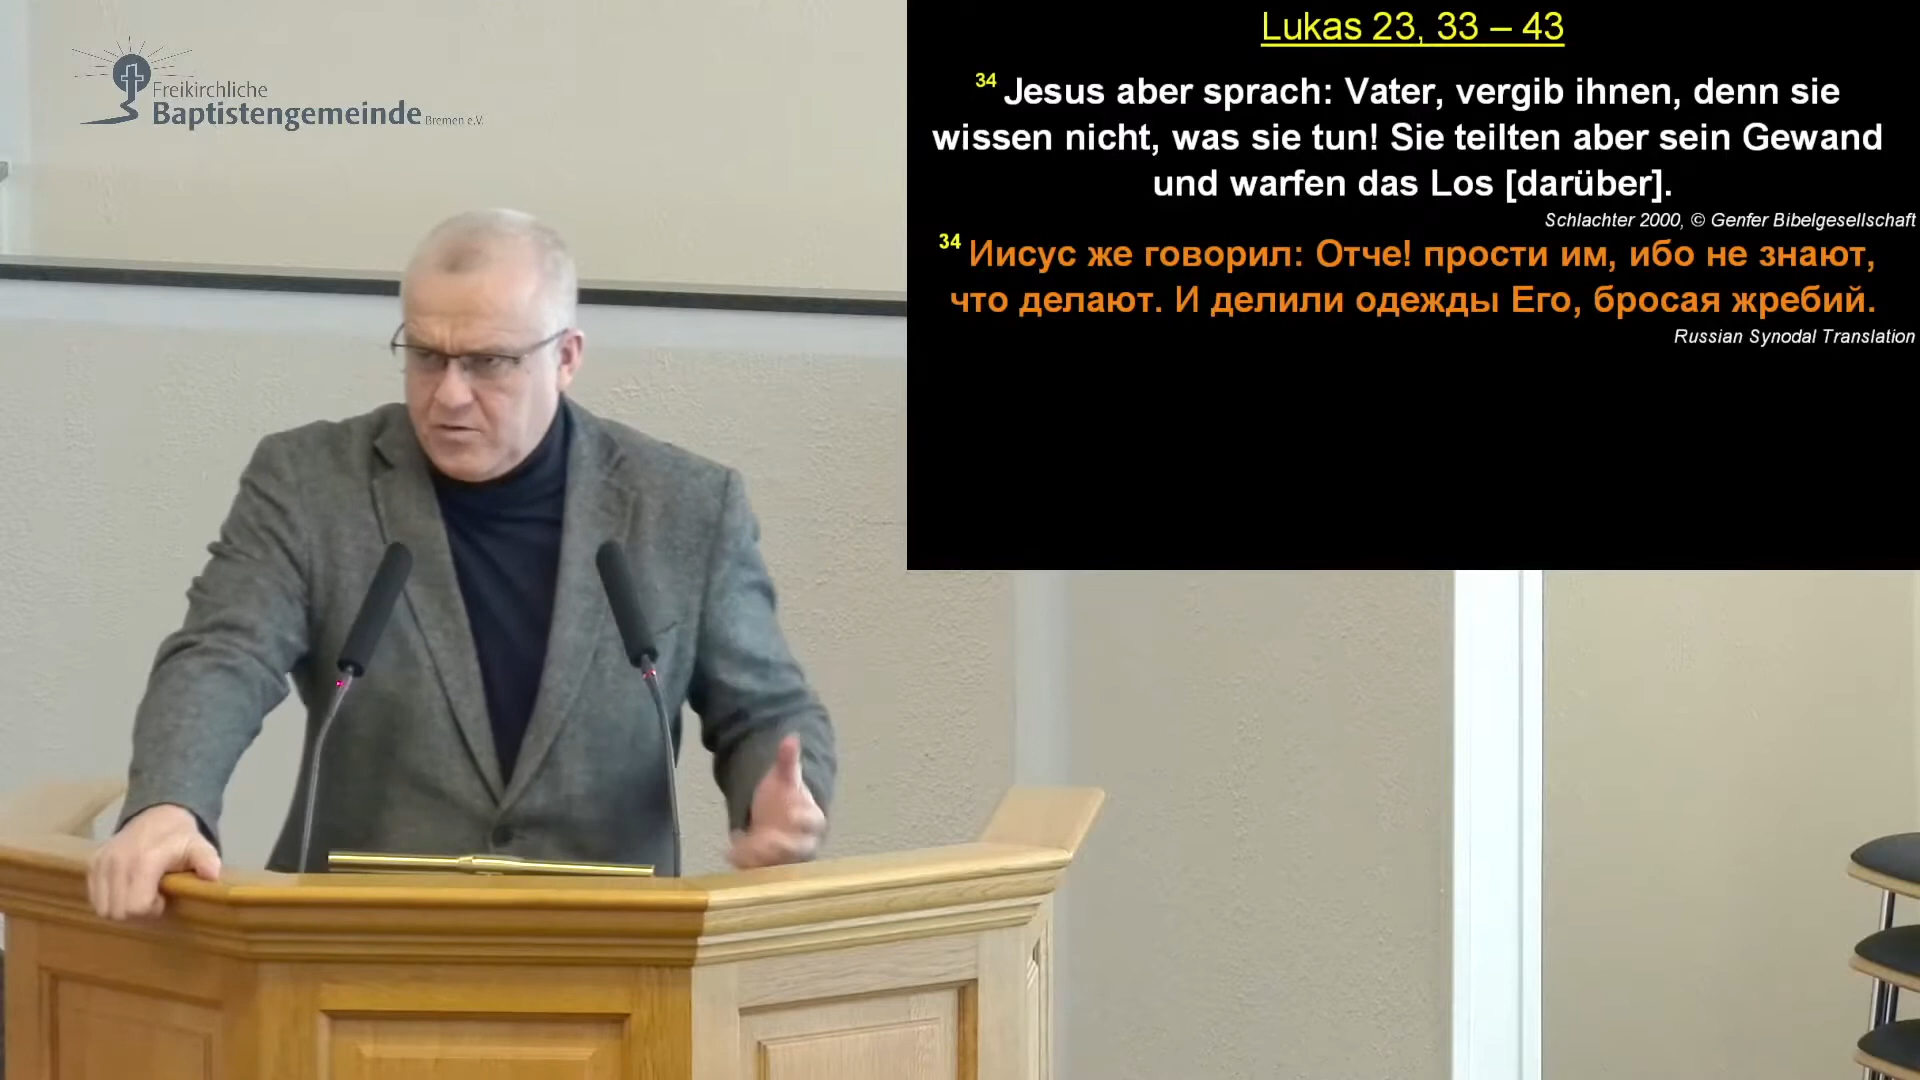 Freikirchliche
Baptistengemeinde Bremen e.V.
Lukas 23, 33 – 43
34 Jesus aber sprach: Vater, vergib ihnen, denn sie
wissen nicht, was sie tun! Sie teilten aber sein Gewand
und warfen das Los [darüber].
Schlachter 2000, © Genfer Bibelgesellschaft
34 Иисус же говорил: Отче! прости им, ибо не знают,
что делают. И делили одежды Его, бросая жребий.
Russian Synodal Translation